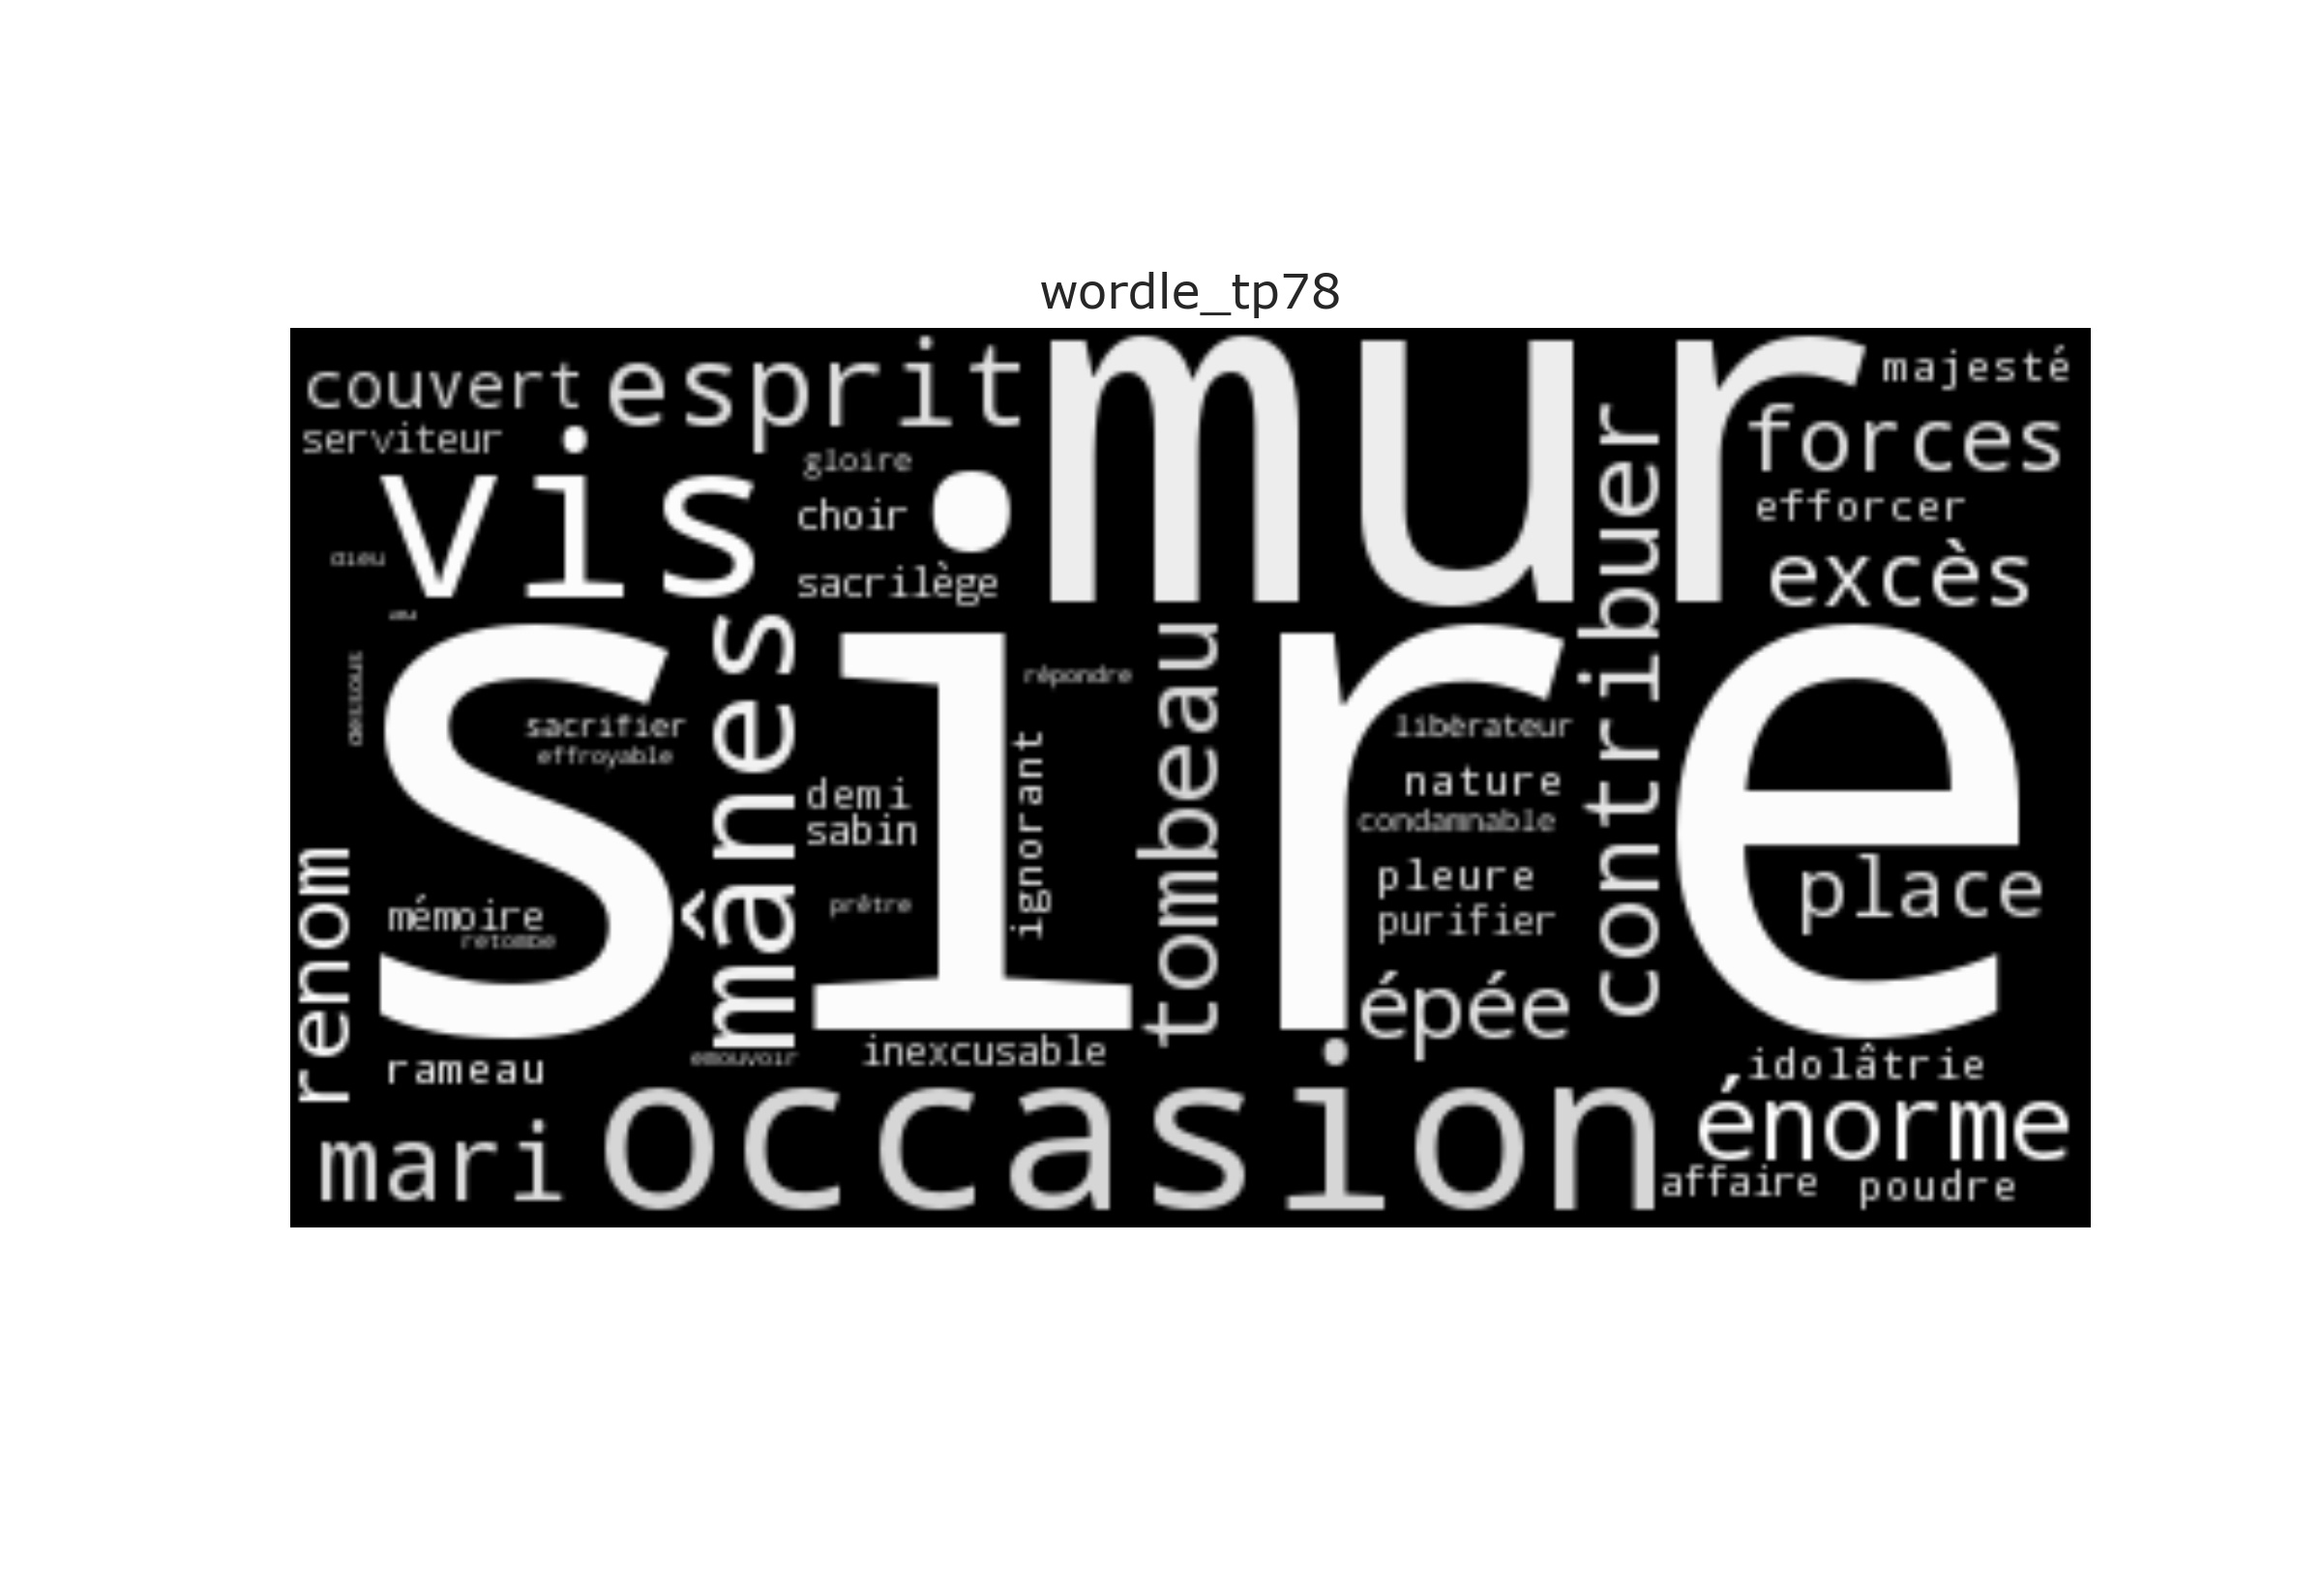 wordle_tp78
couvert
esprit
mur
majesté
serviteur
forces
vis
gloire
choir
efforcer
sacrilège
excès
dieu
contribuer
sire
mânes
tombeau
répondre
dessous
sacrifier
effroyable
libérateur
ignorant
demi
sabin
nature
condamnable
renom
mémoire
retombe
prêtre
pleure
purifier
place
épée
rameau
émouvoir
inexcusable
idolâtrie
mari
occasion
énorme
affaire
poudre